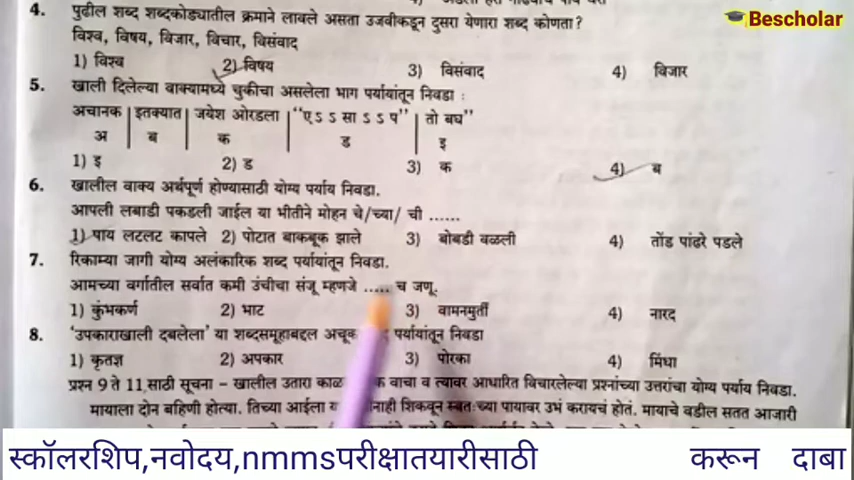 Bescholar
4. पुढील शब्द शब्दकोड्यातील क्रमाने लावले असता उजवीकडून दुसरा येणारा शब्द कोणता?
विश्व, विषय, विजार, विचार, विसंवाद
1) विश्व 2) विषय 3) विसंवाद 4) विजार
5. खाली दिलेल्या वाक्यामध्ये चुकीचा असलेला भाग पर्यायांतून निवडा :
अचानक | इतक्यात | जयेश ओरडला | "ए ऽ ऽ सा ऽ ऽ प" | तो बघ"
अ ब क ड इ
1) इ 2) ड 3) क 4) ब
6. खालील वाक्य अर्थपूर्ण होण्यासाठी योग्य पर्याय निवडा.
आपली लबाडी पकडली जाईल या भीतीने मोहन चे/च्या/ ची ......
1) पाय लटलट कापले 2) पोटात बाकबूक झाले 3) बोबडी वळली 4) तोंड पांढरे पडले
7. रिकाम्या जागी योग्य अलंकारिक शब्द पर्यायांतून निवडा.
आमच्या वर्गातील सर्वात कमी उंचीचा संजू म्हणजे ...... च जणू.
1) कुंभकर्ण 2) भाट 3) वामनमुर्ती 4) नारद
8. 'उपकाराखाली दबलेला' या शब्दसमूहाबद्दल अचूक पर्यायांतून निवडा
1) कृतज्ञ 2) अपकार 3) पोरका 4) मिंधा
प्रश्न 9 ते 11 साठी सूचना – खालील उतारा वाचा व त्यावर आधारित विचारलेल्या प्रश्नांच्या उत्तरांचा योग्य पर्याय निवडा.
मायाला दोन बहिणी होत्या. तिच्या आईला शिकवून स्वतःच्या पायावर उभं करायचं होतं. मायाचे वडील सतत आजारी
स्कॉलरशिप,नवोदय,nmmsपरीक्षातयारीसाठी करून दाबा